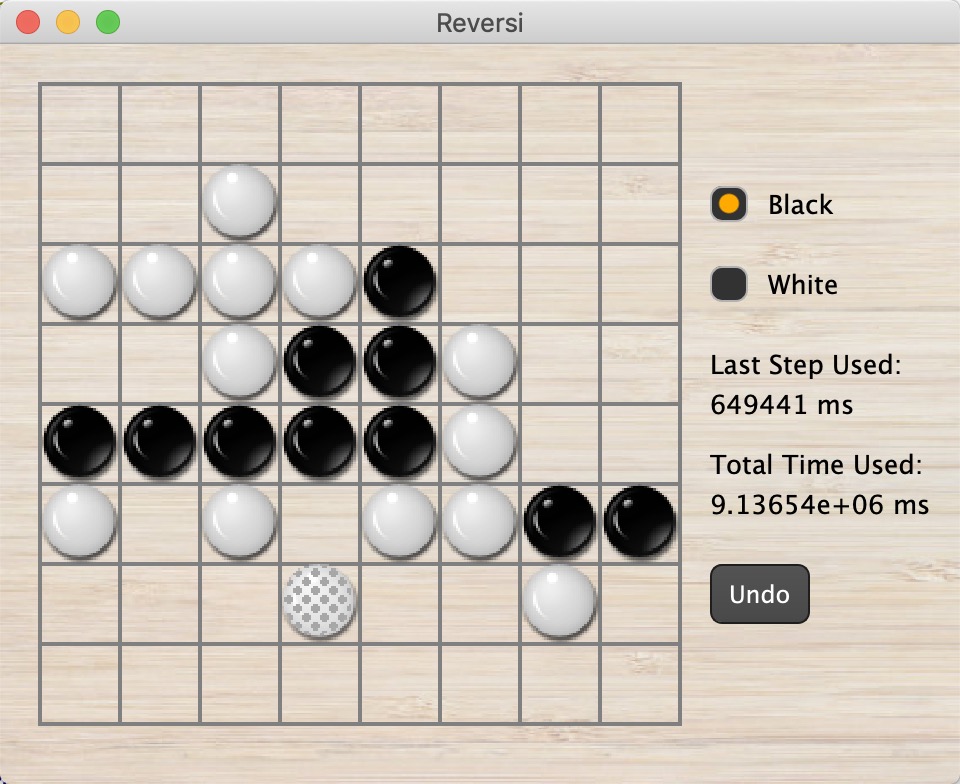 Reversi
Black
White
Last Step Used:
649441 ms
Total Time Used:
9.13654e+06 ms
Undo